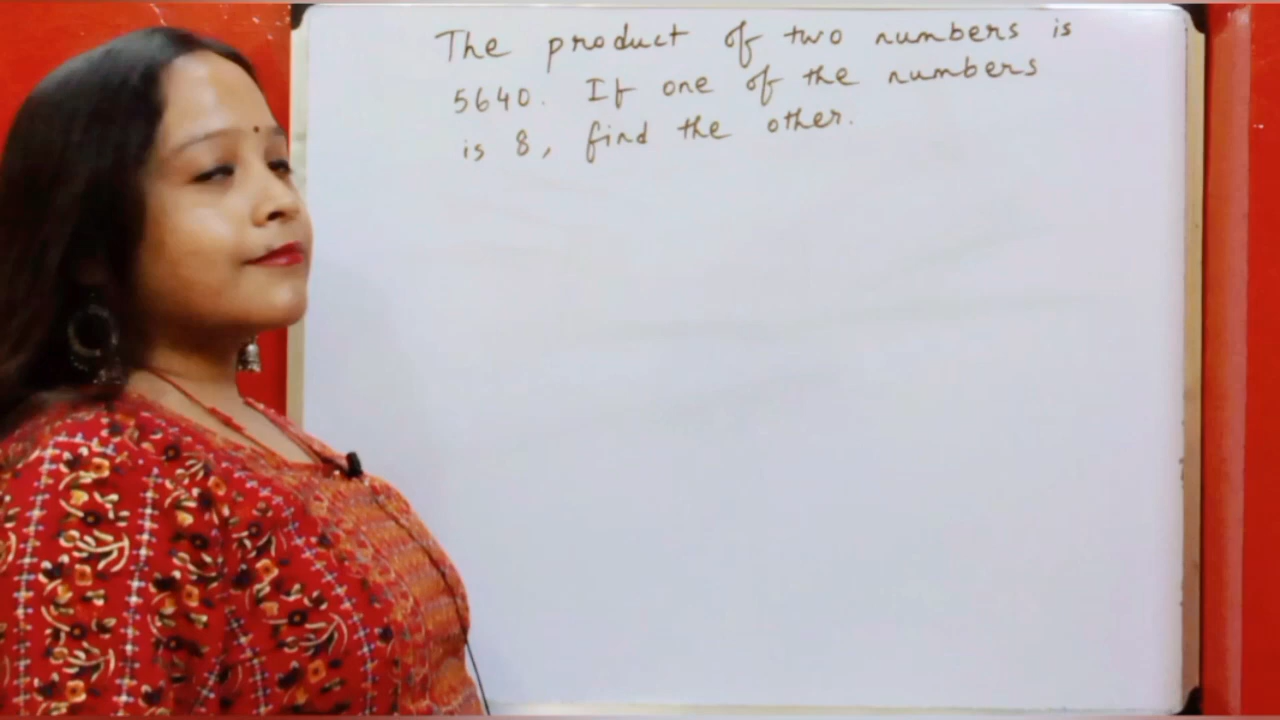 The product of two numbers is
5640. If one of the numbers
is 8, find the other.